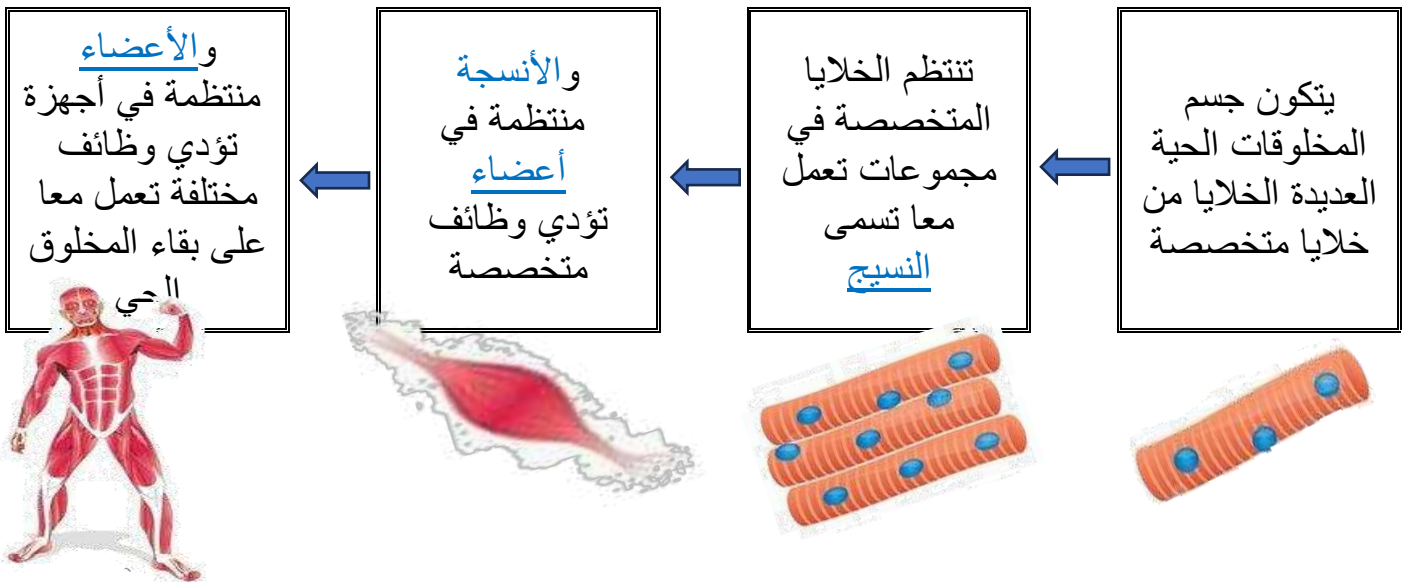 يتكون جسم
المخلوقات الحية
العديدة الخلايا من
خلايا متخصصة
تنتظم الخلايا
المتخصصة في
مجموعات تعمل
معا تسمى
النسيج
والأنسجة
منتظمة في
أعضاء
تؤدي وظائف
متخصصة
والأعضاء
منتظمة في أجهزة
تؤدي وظائف
مختلفة تعمل معا
على بقاء المخلوق
الحي